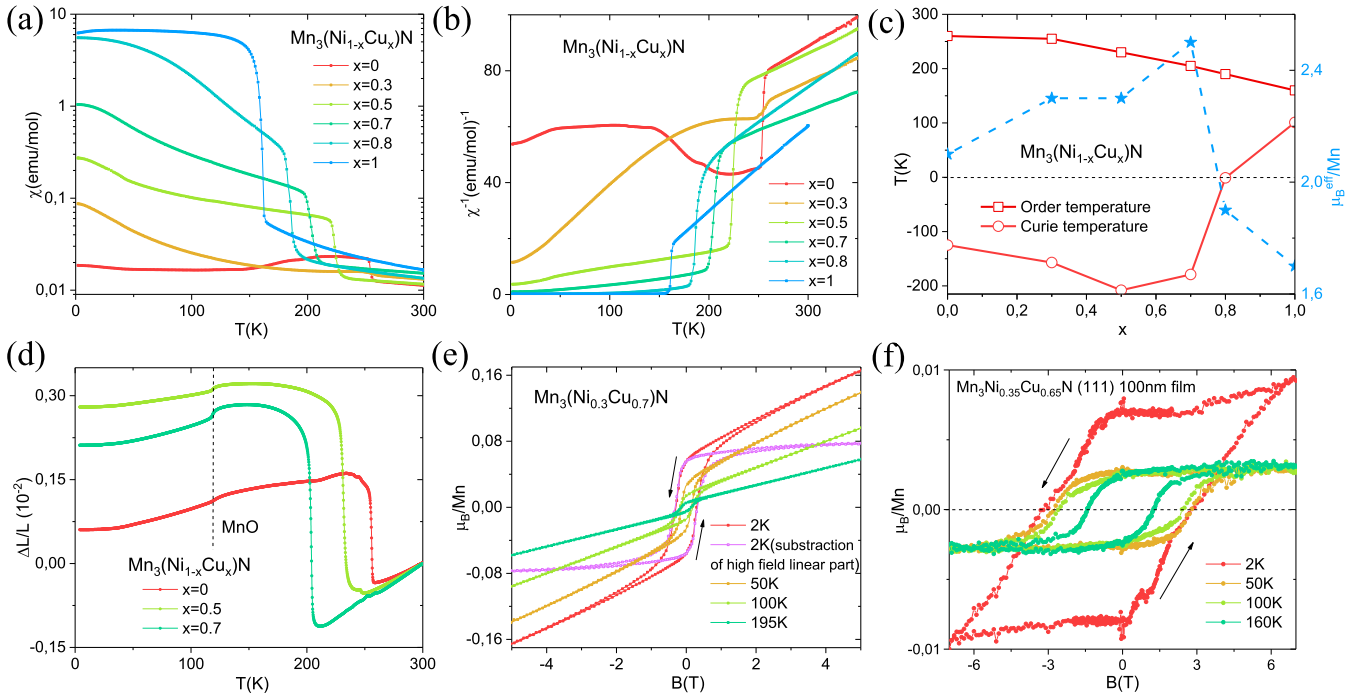 (a)
Mn3(Ni1-xCux)N
x=0
x=0.3
x=0.5
x=0.7
x=0.8
x=1
10
1
0,1
0,01
χ(emu/mol)
0
100
200
300
T(K)
(b)
Mn3(Ni1-xCux)N
x=0
x=0.3
x=0.5
x=0.7
x=0.8
x=1
80
40
0
χ-1(emu/mol)-1
0
100
200
300
T(K)
(c)
300
250
200
150
100
50
0
-50
-100
-150
-200
T(K)
Mn3(Ni1-xCux)N
Order temperature
Curie temperature
2,4
2,0
1,6
μBeff/Mn
0,0
0,2
0,4
0,6
0,8
1,0
x
(d)
0,30
0,15
0,00
-0,15
ΔL/L (10-2)
MnO
Mn3(Ni1-xCux)N
x=0
x=0.5
x=0.7
0
100
200
300
T(K)
(e)
0,16
0,08
0,00
-0,08
-0,16
μB/Mn
Mn3(Ni0.3Cu0.7)N
2K
2K(substraction
of high field linear part)
50K
100K
195K
-4
-2
0
2
4
B(T)
(f)
0,01
0,00
-0,01
μB/Mn
Mn3Ni0.35Cu0.65N (111) 100nm film
2K
50K
100K
160K
-6
-3
0
3
6
B(T)